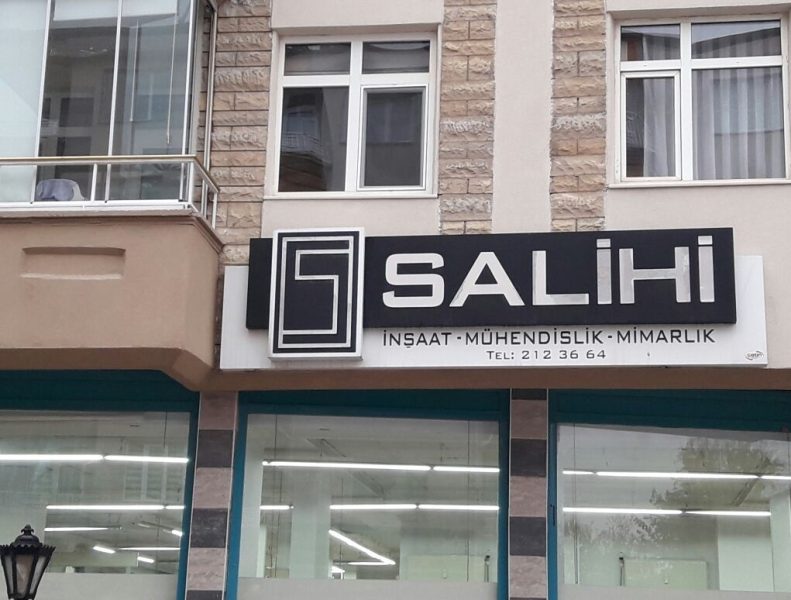 SALİHİ
İNŞAAT - MÜHENDİSLİK - MİMARLIK
TEL: 212 36 64